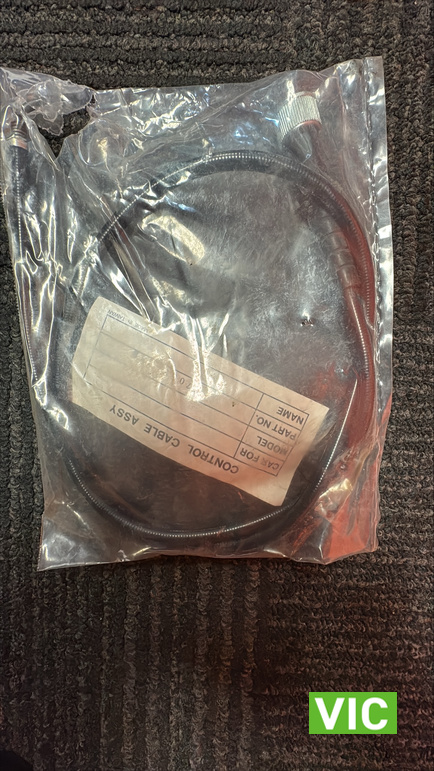 CONTROL CABLE ASSY
CAR FOR
MODEL
PART NO.
NAME
VIC